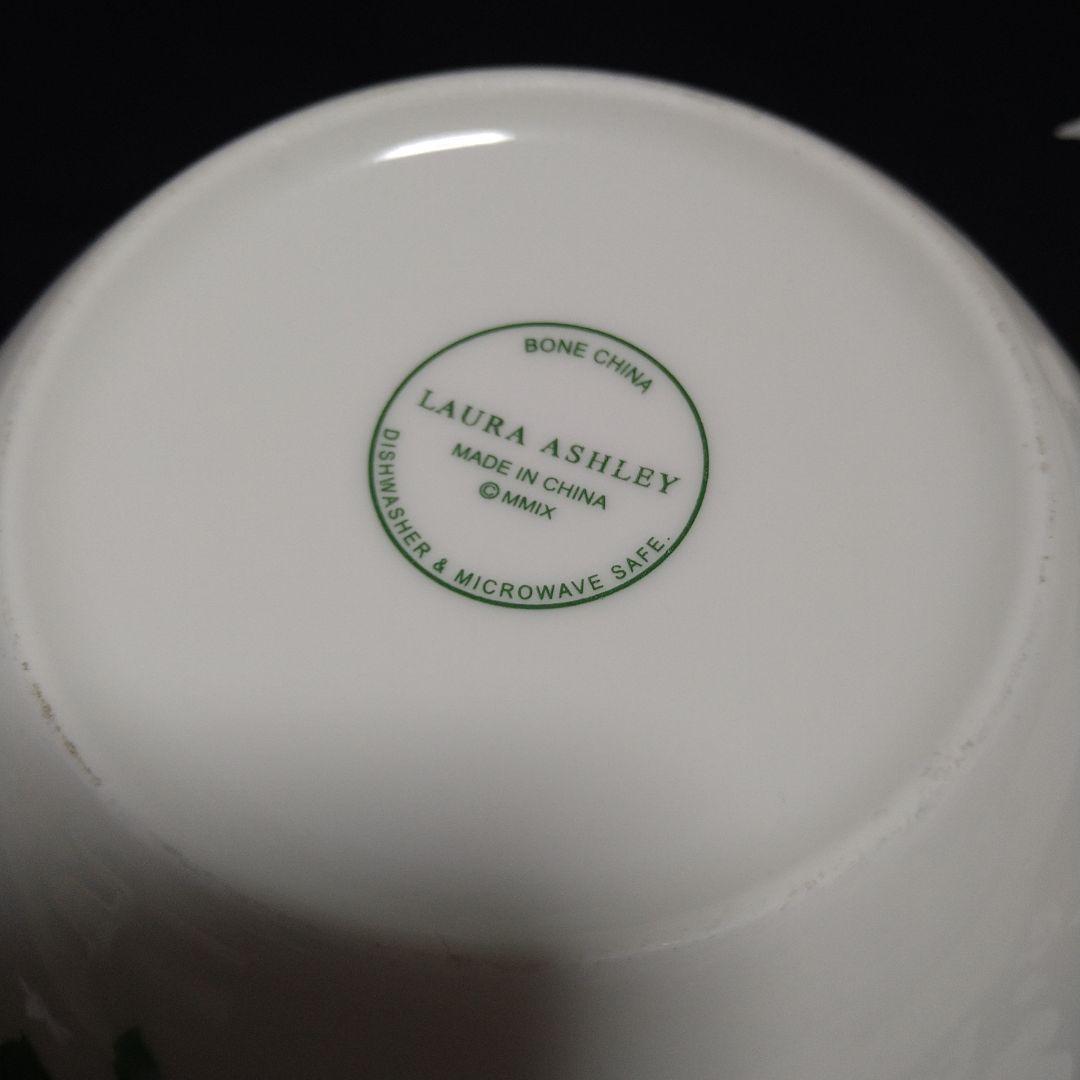 BONE CHINA
LAURA ASHLEY
MADE IN CHINA
©MMIX
DISHWASHER & MICROWAVE SAFE.